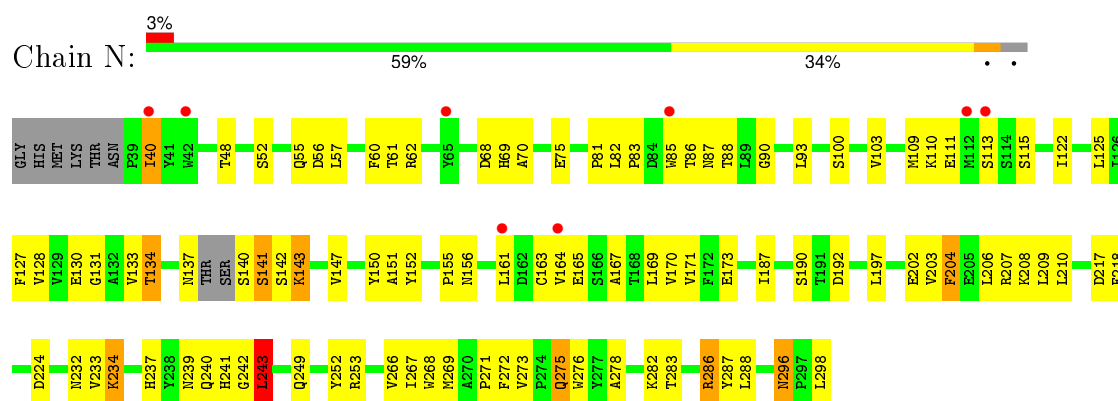 3%
Chain N:
59% 34% • •
GLY HIS MET LYS THR ASN P39 I40 Y41 W42 T48 S52 Q55 D56 I57 F60 T61 R62 Y65 D68 H69 A70 E75 P81 L82 P83 D84 W85 T86 N87 T88 L89 G90 L93 S100 V103 M109 K110 E111 M112 S113 S114 S115 I122 L125 I126
F127 V128 V129 E130 G131 A132 V133 T134 N137 THR SER S140 S141 S142 K143 V147 Y150 A151 Y152 P155 N156 L161 D162 C163 V164 E165 S166 A167 T168 L169 V170 V171 F172 E173 I187 S190 T191 D192 L197 E202 V203 F204 E205 L206 R207 K208 L209 L210 D217
D224 N232 V233 K234 H237 Y238 N239 Q240 H241 G242 L243 Q249 Y252 R253 V266 I267 W268 M269 A270 P271 F272 V273 P274 Q275 W276 Y277 A278 K282 T283 R286 Y287 L288 N296 P297 L298